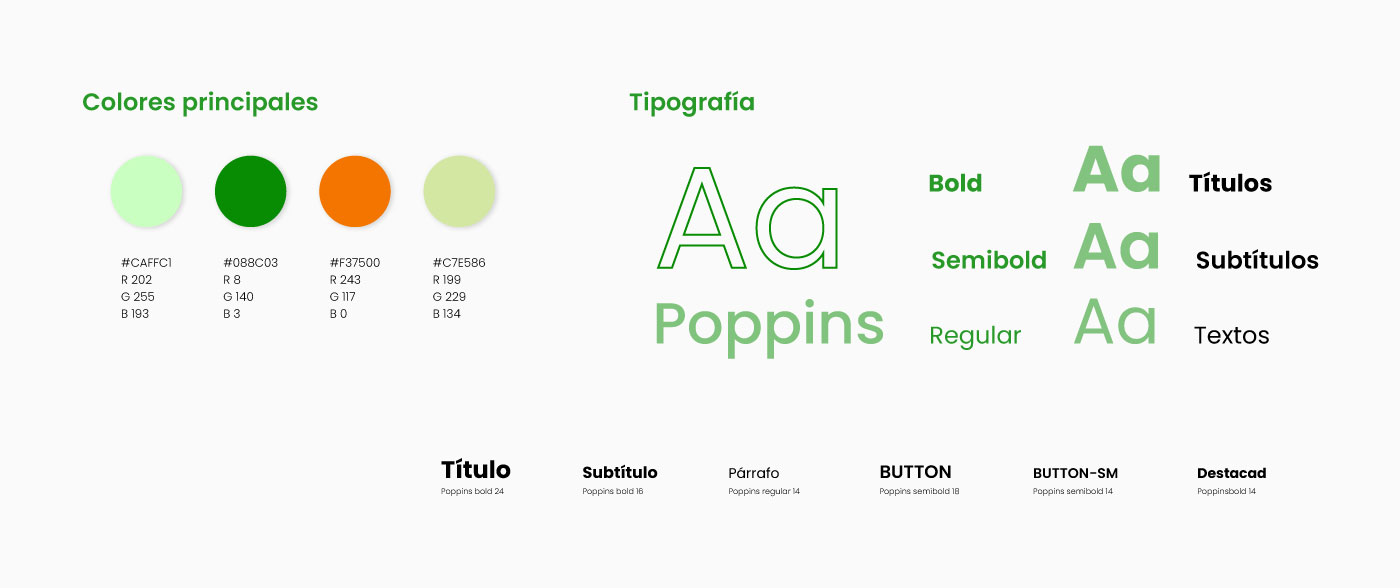 Colores principales
#CAFFC1
R 202
G 255
B 193
#088C03
R 8
G 140
B 3
#F37500
R 243
G 117
B 0
#C7E586
R 199
G 229
B 134
Tipografía
Aa
Poppins
Bold Aa Títulos
Semibold Aa Subtítulos
Regular Aa Textos
Título
Poppins bold 24
Subtítulo
Poppins bold 16
Párrafo
Poppins regular 14
BUTTON
Poppins semibold 18
BUTTON-SM
Poppins semibold 14
Destacad
Poppinsbold 14